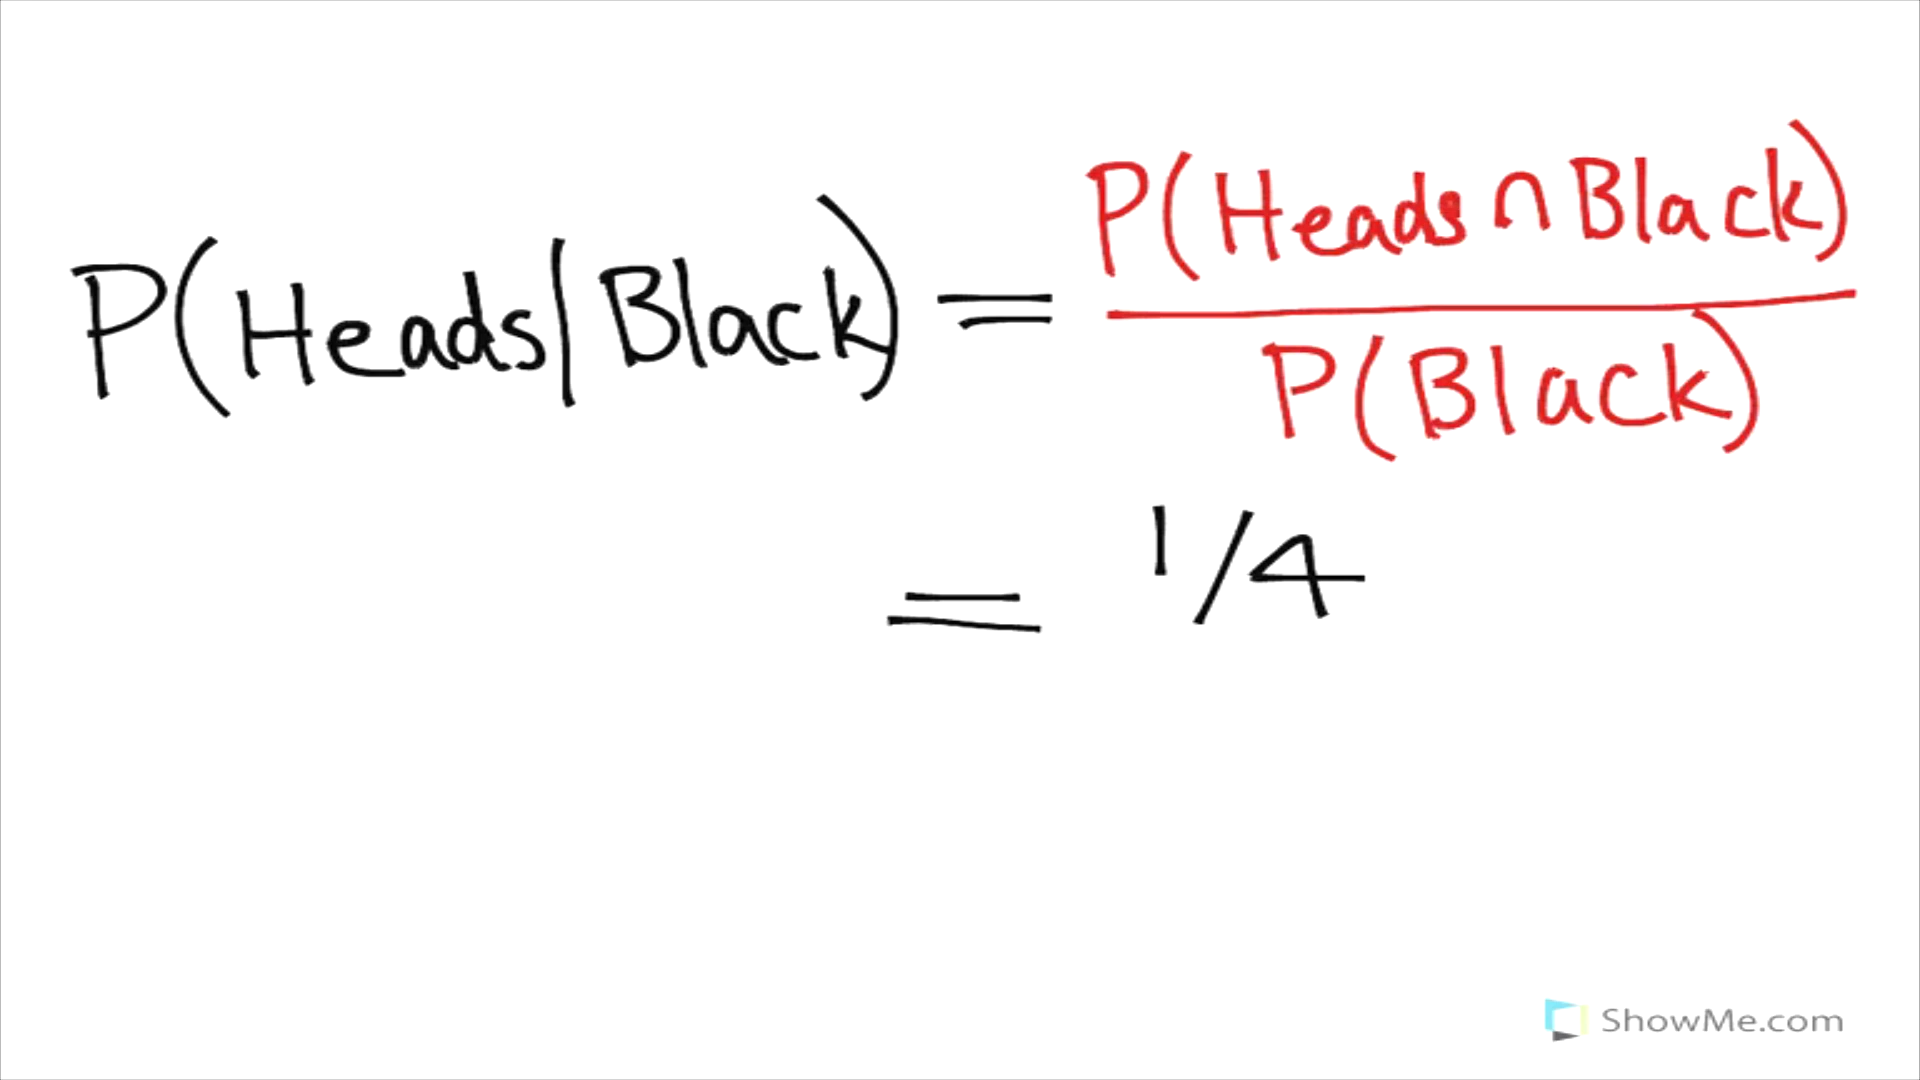 P(Heads|Black) = P(Heads ∩ Black) / P(Black)
= 1/4
ShowMe.com